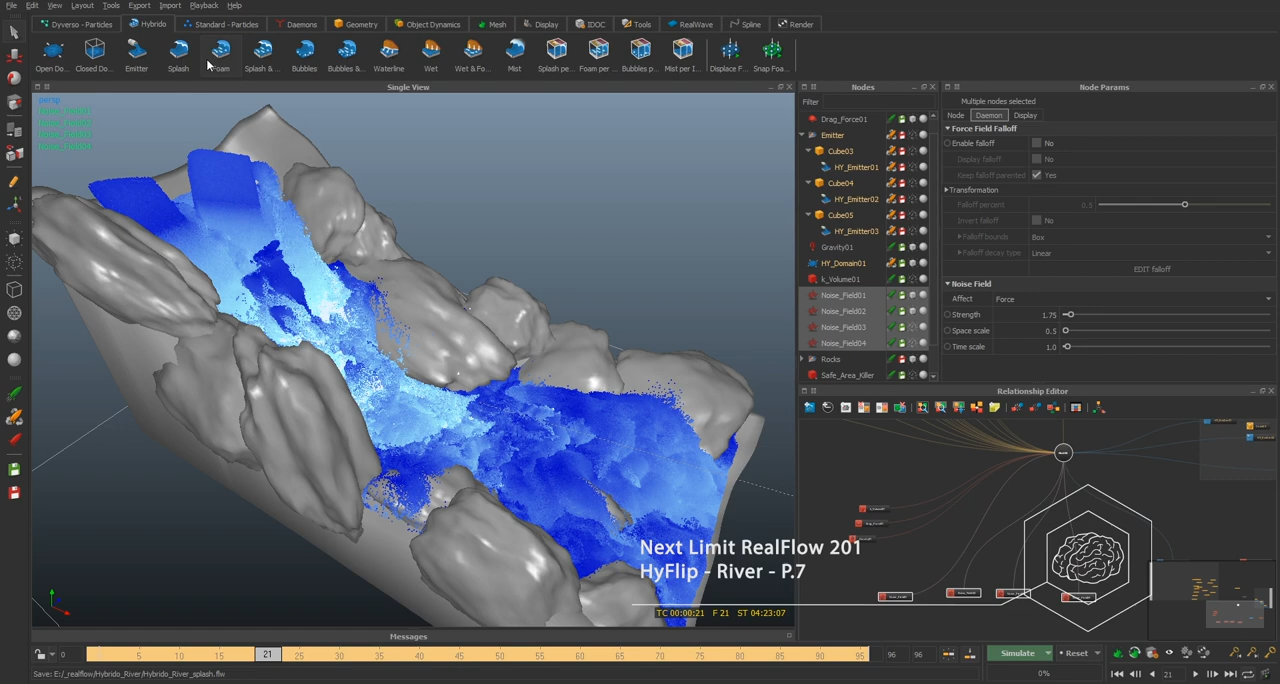 File Edit View Layout Tools Export Import Playback Help
Dyverso - Particles Hybrido Standard - Particles Daemons Geometry Object Dynamics Mesh Display IDOC Tools RealWave Spline Render
Open Do... Closed Do... Emitter Splash Foam Splash &... Bubbles Bubbles &... Waterline Wet Wet & Fo... Mist Splash pe... Foam per ... Bubbles p... Mist per I... Displace F... Snap Foa...
Single View
persp
Noise_Field04
Nodes
Filter
Drag_Force01
Emitter
Cube03
HY_Emitter01
Cube04
HY_Emitter02
Cube05
HY_Emitter03
Gravity01
HY_Domain01
k_Volume01
Noise_Field01
Noise_Field02
Noise_Field03
Noise_Field04
Rocks
Safe_Area_Killer
Node Params
Multiple nodes selected
Node Daemon Display
Force Field Falloff
Enable falloff No
Display falloff No
Keep falloff parented Yes
Transformation
Falloff percent 0.5
Invert falloff No
Falloff bounds Box
Falloff decay type Linear
EDIT falloff
Noise Field
Affect Force
Strength 1.75
Space scale 0.5
Time scale 1.0
Relationship Editor
Next Limit RealFlow 201
HyFlip - River - P.7
TC 00:00:21 F 21 ST 04:23:07
Messages
0 5 10 15 21 25 30 35 40 45 50 55 60 65 70 75 80 85 90 95 96 96
Simulate Reset
Save: E:/_realflow/Hybrido_River/Hybrido_River_splash.flw
0% 21